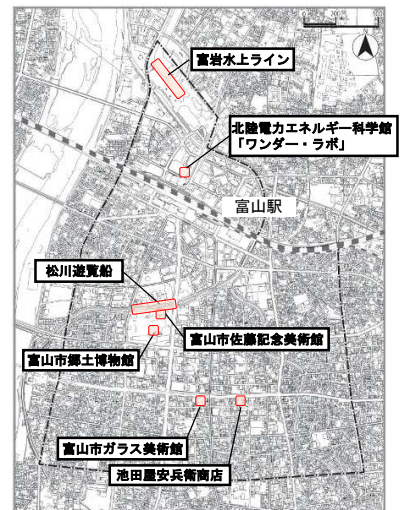 富岩水上ライン
北陸電力エネルギー科学館
「ワンダー・ラボ」
富山駅
松川遊覧船
富山市佐藤記念美術館
富山市郷土博物館
富山市ガラス美術館
池田屋安兵衛商店